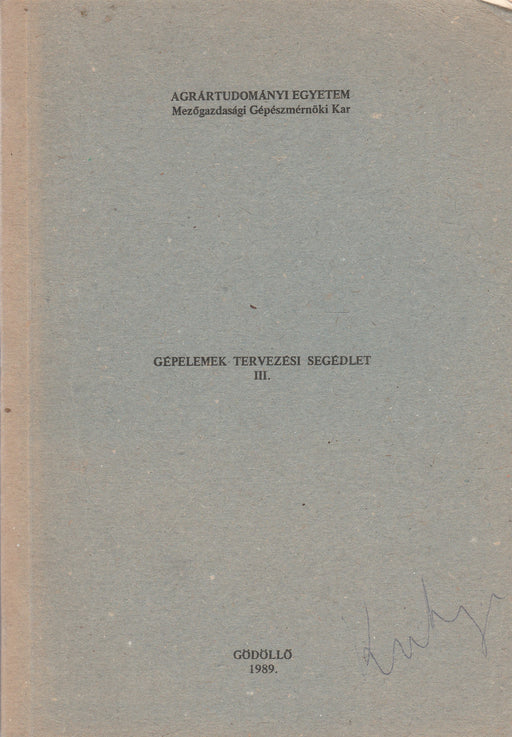 AGRÁRTUDOMÁNYI EGYETEM
Mezőgazdasági Gépészmérnöki Kar
GÉPELEMEK TERVEZÉSI SEGÉDLET
III.
GÖDÖLLŐ
1989.